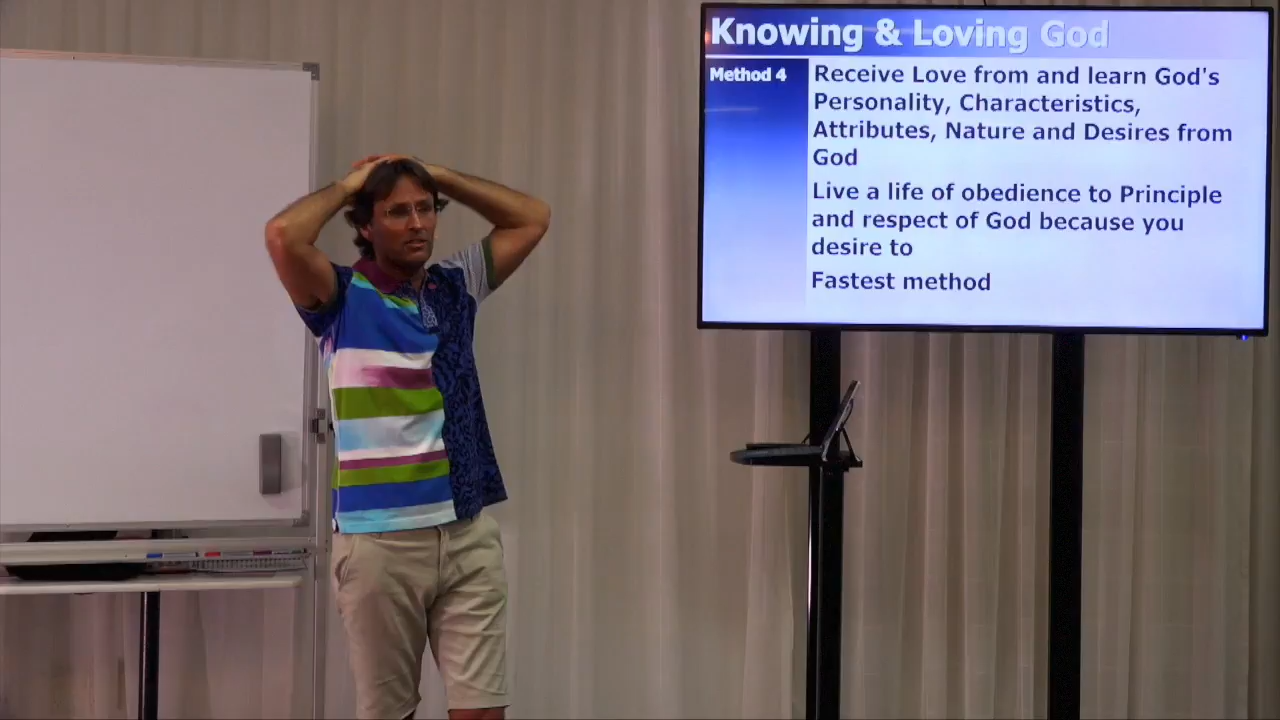 Knowing & Loving God
Method 4
Receive Love from and learn God's
Personality, Characteristics,
Attributes, Nature and Desires from
God
Live a life of obedience to Principle
and respect of God because you
desire to
Fastest method